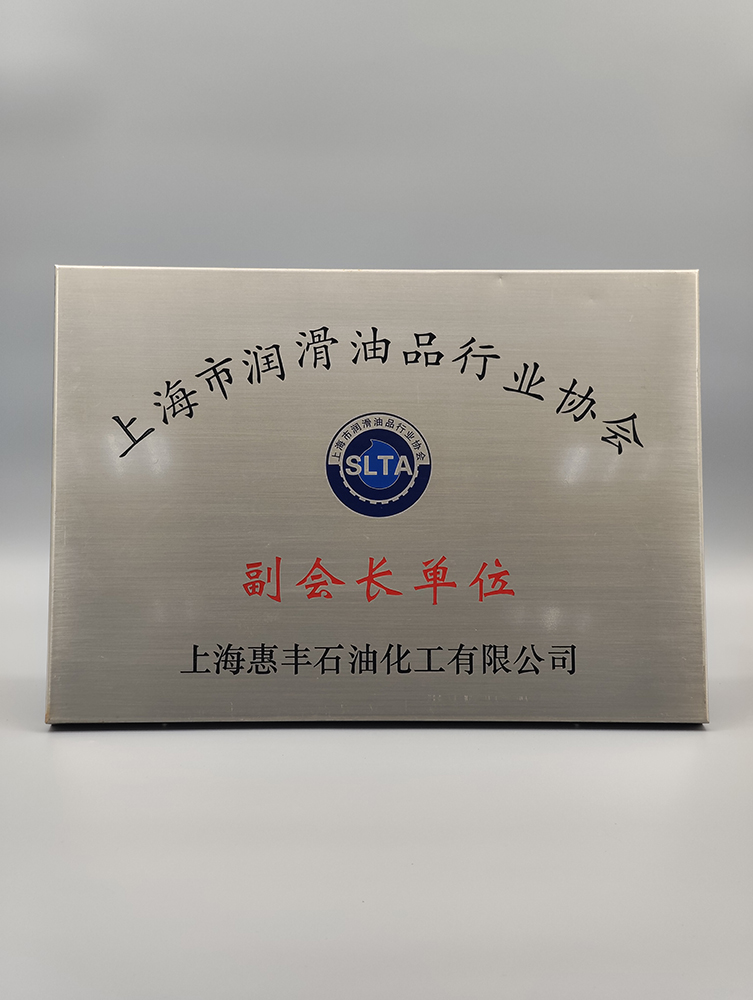 上海市润滑油品行业协会
上海市润滑油品行业协会
SLTA
副会长单位
上海惠丰石油化工有限公司